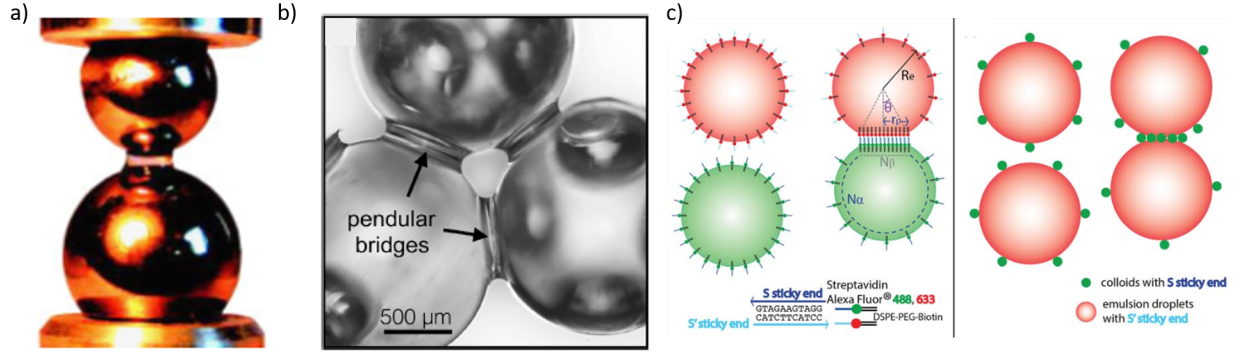 a)
b)
pendular
bridges
500 μm
c)
Re
θ
rp
Nβ
Nα
S sticky end
Streptavidin
Alexa Fluor® 488, 633
GTAGAAGTAGG
CATCTTCATCC
S' sticky end
DSPE-PEG-Biotin
colloids with S sticky end
emulsion droplets
with S' sticky end